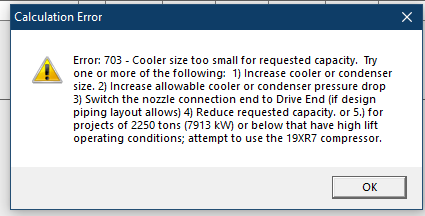 Calculation Error
Error: 703 - Cooler size too small for requested capacity.  Try
one or more of the following:  1) Increase cooler or condenser
size. 2) Increase allowable cooler or condenser pressure drop
3) Switch the nozzle connection end to Drive End (if design
piping layout allows) 4) Reduce requested capacity. or 5.) for
projects of 2250 tons (7913 kW) or below that have high lift
operating conditions; attempt to use the 19XR7 compressor.
OK